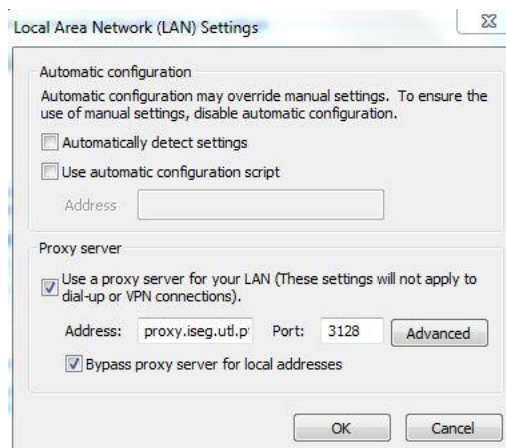 Local Area Network (LAN) Settings
Automatic configuration
Automatic configuration may override manual settings. To ensure the
use of manual settings, disable automatic configuration.
Automatically detect settings
Use automatic configuration script
Address
Proxy server
Use a proxy server for your LAN (These settings will not apply to
dial-up or VPN connections).
Address: proxy.iseg.utl.p Port: 3128 Advanced
Bypass proxy server for local addresses
OK Cancel